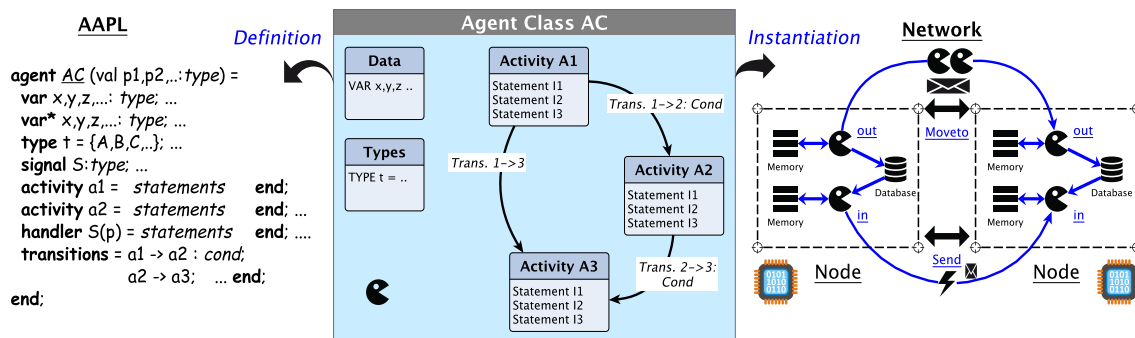 AAPL
agent AC (val p1,p2,..:type) =
var x,y,z,...: type; ...
var* x,y,z,...: type; ...
type t = {A,B,C,..}; ...
signal S:type; ...
activity a1 = statements end;
activity a2 = statements end; ...
handler S(p) = statements end; ....
transitions = a1 -> a2 : cond;
a2 -> a3; ... end;
end;
Definition
Agent Class AC
Data
VAR x,y,z ..
Types
TYPE t = ..
Activity A1
Statement I1
Statement I2
Statement I3
Trans. 1->2: Cond
Trans. 1->3
Activity A2
Statement I1
Statement I2
Statement I3
Trans. 2->3:
Cond
Activity A3
Statement I1
Statement I2
Statement I3
Instantiation
Network
Moveto
out
Memory
Database
Memory
in
out
Memory
Database
Memory
in
Send
Node
Node
0101
1010
0110
0101
1010
0110